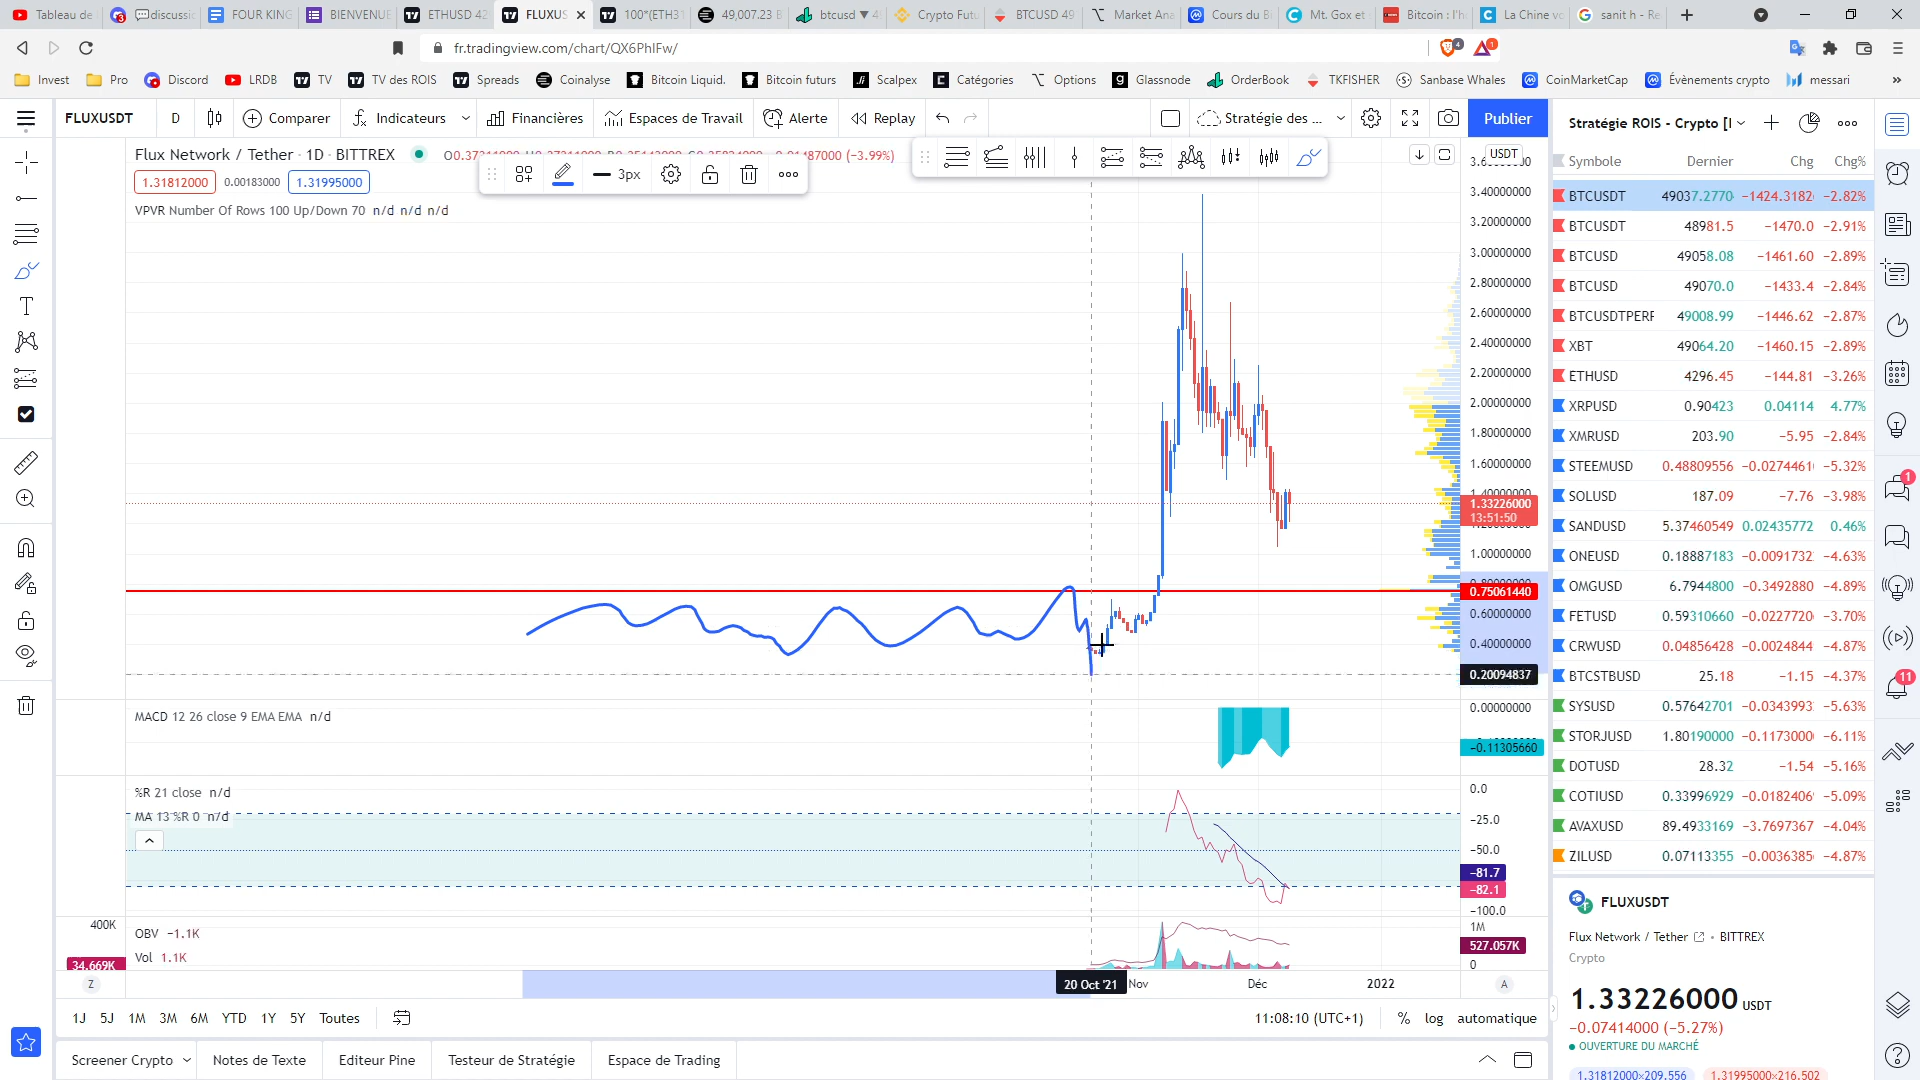 Tableau de
discussic
FOUR KING
BIENVENUE
ETHUSD 42
FLUXUS
100*(ETH31
49,007.23 B
btcusd ▼ 4
Crypto Futu
BTCUSD 49
Market Ana
Cours du Bi
Mt. Gox et
Bitcoin : l'h
La Chine vo
sanit h - Re
fr.tradingview.com/chart/QX6PhIFw/
Invest
Pro
Discord
LRDB
TV
TV des ROIS
Spreads
Coinalyse
Bitcoin Liquid.
Bitcoin futurs
Scalpex
Catégories
Options
Glassnode
OrderBook
TKFISHER
Sanbase Whales
CoinMarketCap
Évènements crypto
messari
FLUXUSDT
D
Comparer
Indicateurs
Financières
Espaces de Travail
Alerte
Replay
Stratégie des ...
Publier
Flux Network / Tether · 1D · BITTREX
(−3.99%)
1.31812000
0.00183000
1.31995000
3px
VPVR Number Of Rows 100 Up/Down 70 n/d n/d n/d
USDT
3.40000000
3.20000000
3.00000000
2.80000000
2.60000000
2.40000000
2.20000000
2.00000000
1.80000000
1.60000000
1.40000000
1.33226000
13:51:50
1.00000000
0.75061440
0.60000000
0.40000000
0.20094837
MACD 12 26 close 9 EMA EMA n/d
0.00000000
−0.11305660
%R 21 close n/d
MA 13 %R 0 n/d
0.0
−25.0
−50.0
−81.7
−82.1
−100.0
400K
OBV −1.1K
Vol 1.1K
34.669K
1M
527.057K
0
Z
20 Oct '21
Nov
Déc
2022
A
1J
5J
1M
3M
6M
YTD
1Y
5Y
Toutes
11:08:10 (UTC+1)
%
log
automatique
Screener Crypto
Notes de Texte
Editeur Pine
Testeur de Stratégie
Espace de Trading
Stratégie ROIS - Crypto [I
Symbole Dernier Chg Chg%
BTCUSDT 49037.2770 −1424.3182 −2.82%
BTCUSDT 48981.5 −1470.0 −2.91%
BTCUSD 49058.08 −1461.60 −2.89%
BTCUSD 49070.0 −1433.4 −2.84%
BTCUSDTPERP 49008.99 −1446.62 −2.87%
XBT 49064.20 −1460.15 −2.89%
ETHUSD 4296.45 −144.81 −3.26%
XRPUSD 0.90423 0.04114 4.77%
XMRUSD 203.90 −5.95 −2.84%
STEEMUSD 0.48809556 −0.0274461 −5.32%
SOLUSD 187.09 −7.76 −3.98%
SANDUSD 5.37460549 0.02435772 0.46%
ONEUSD 0.18887183 −0.0091732 −4.63%
OMGUSD 6.7944800 −0.3492880 −4.89%
FETUSD 0.59310660 −0.0227720 −3.70%
CRWUSD 0.04856428 −0.0024844 −4.87%
BTCSTBUSD 25.18 −1.15 −4.37%
SYSUSD 0.57642701 −0.0343993 −5.63%
STORJUSD 1.80190000 −0.1173000 −6.11%
DOTUSD 28.32 −1.54 −5.16%
COTIUSD 0.33996929 −0.0182406 −5.09%
AVAXUSD 89.4933169 −3.7697367 −4.04%
ZILUSD 0.07113355 −0.0036385 −4.87%
FLUXUSDT
Flux Network / Tether • BITTREX
Crypto
1.33226000 USDT
−0.07414000 (−5.27%)
OUVERTURE DU MARCHÉ
1.31812000×209.556
1.31995000×216.502
1
11